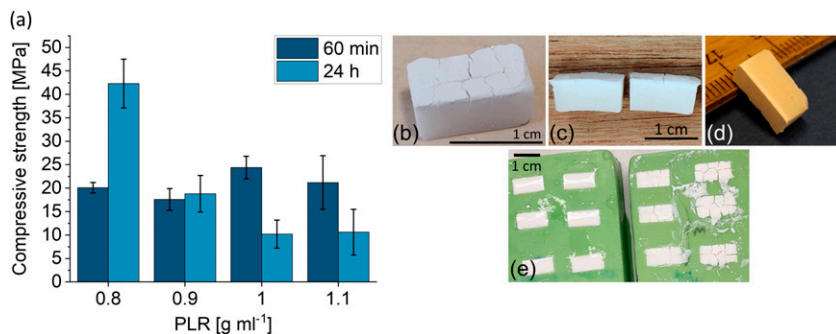 (a)
Compressive strength [MPa]
50
45
40
35
30
25
20
15
10
5
0
60 min
24 h
0.8
0.9
1
1.1
PLR [g ml⁻¹]
(b)
1 cm
(c)
1 cm
(d)
1 cm
(e)